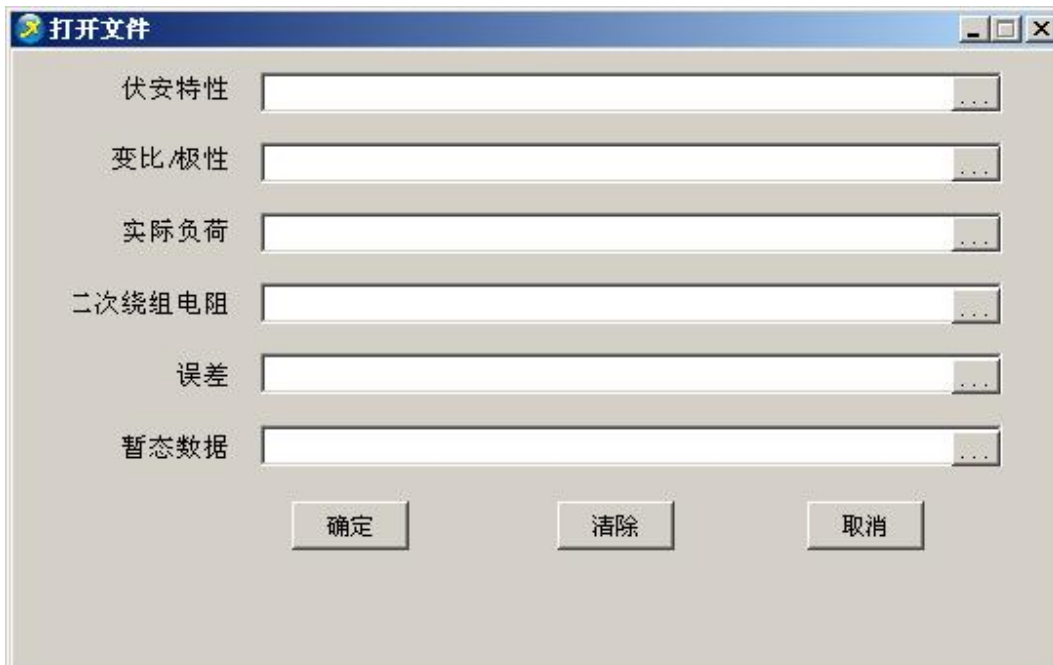 打开文件
伏安特性 ...
变比/极性 ...
实际负荷 ...
二次绕组电阻 ...
误差 ...
暂态数据 ...
确定 清除 取消